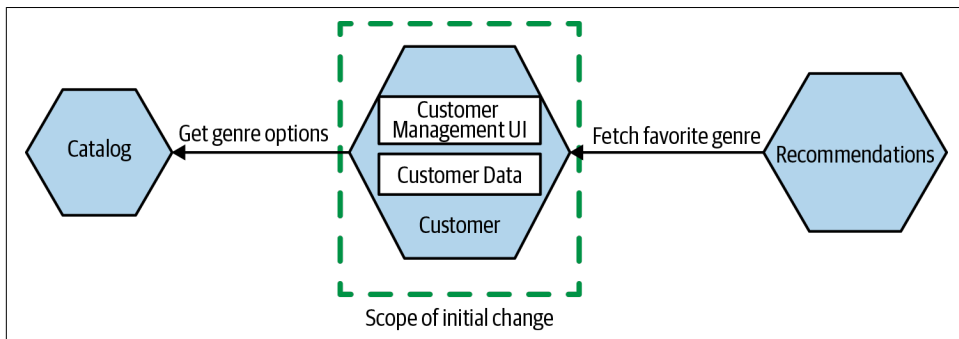 Catalog
Get genre options
Customer
Management UI
Customer Data
Customer
Fetch favorite genre
Recommendations
Scope of initial change